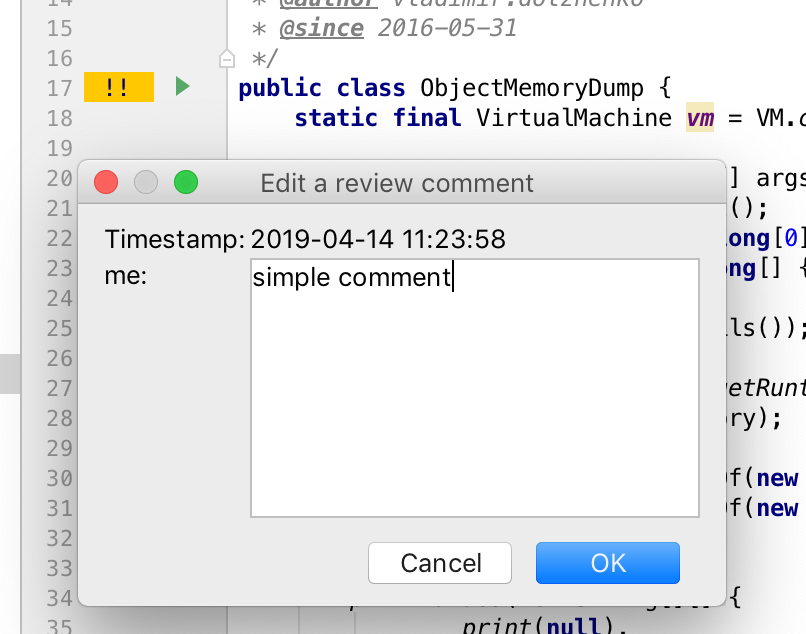 14 * @author vladimir.dolzhenko
15 * @since 2016-05-31
16 */
17 !! public class ObjectMemoryDump {
18 static final VirtualMachine vm = VM.
19
20 ] args
21 ();
22 ong[0]
23 ng[] {
24
25 ls());
26
27 etRunt
28 ry);
29
30 f(new
31 f(new
32
33
34 {
35 print(null).
Edit a review comment
Timestamp: 2019-04-14 11:23:58
me:
simple comment
Cancel
OK